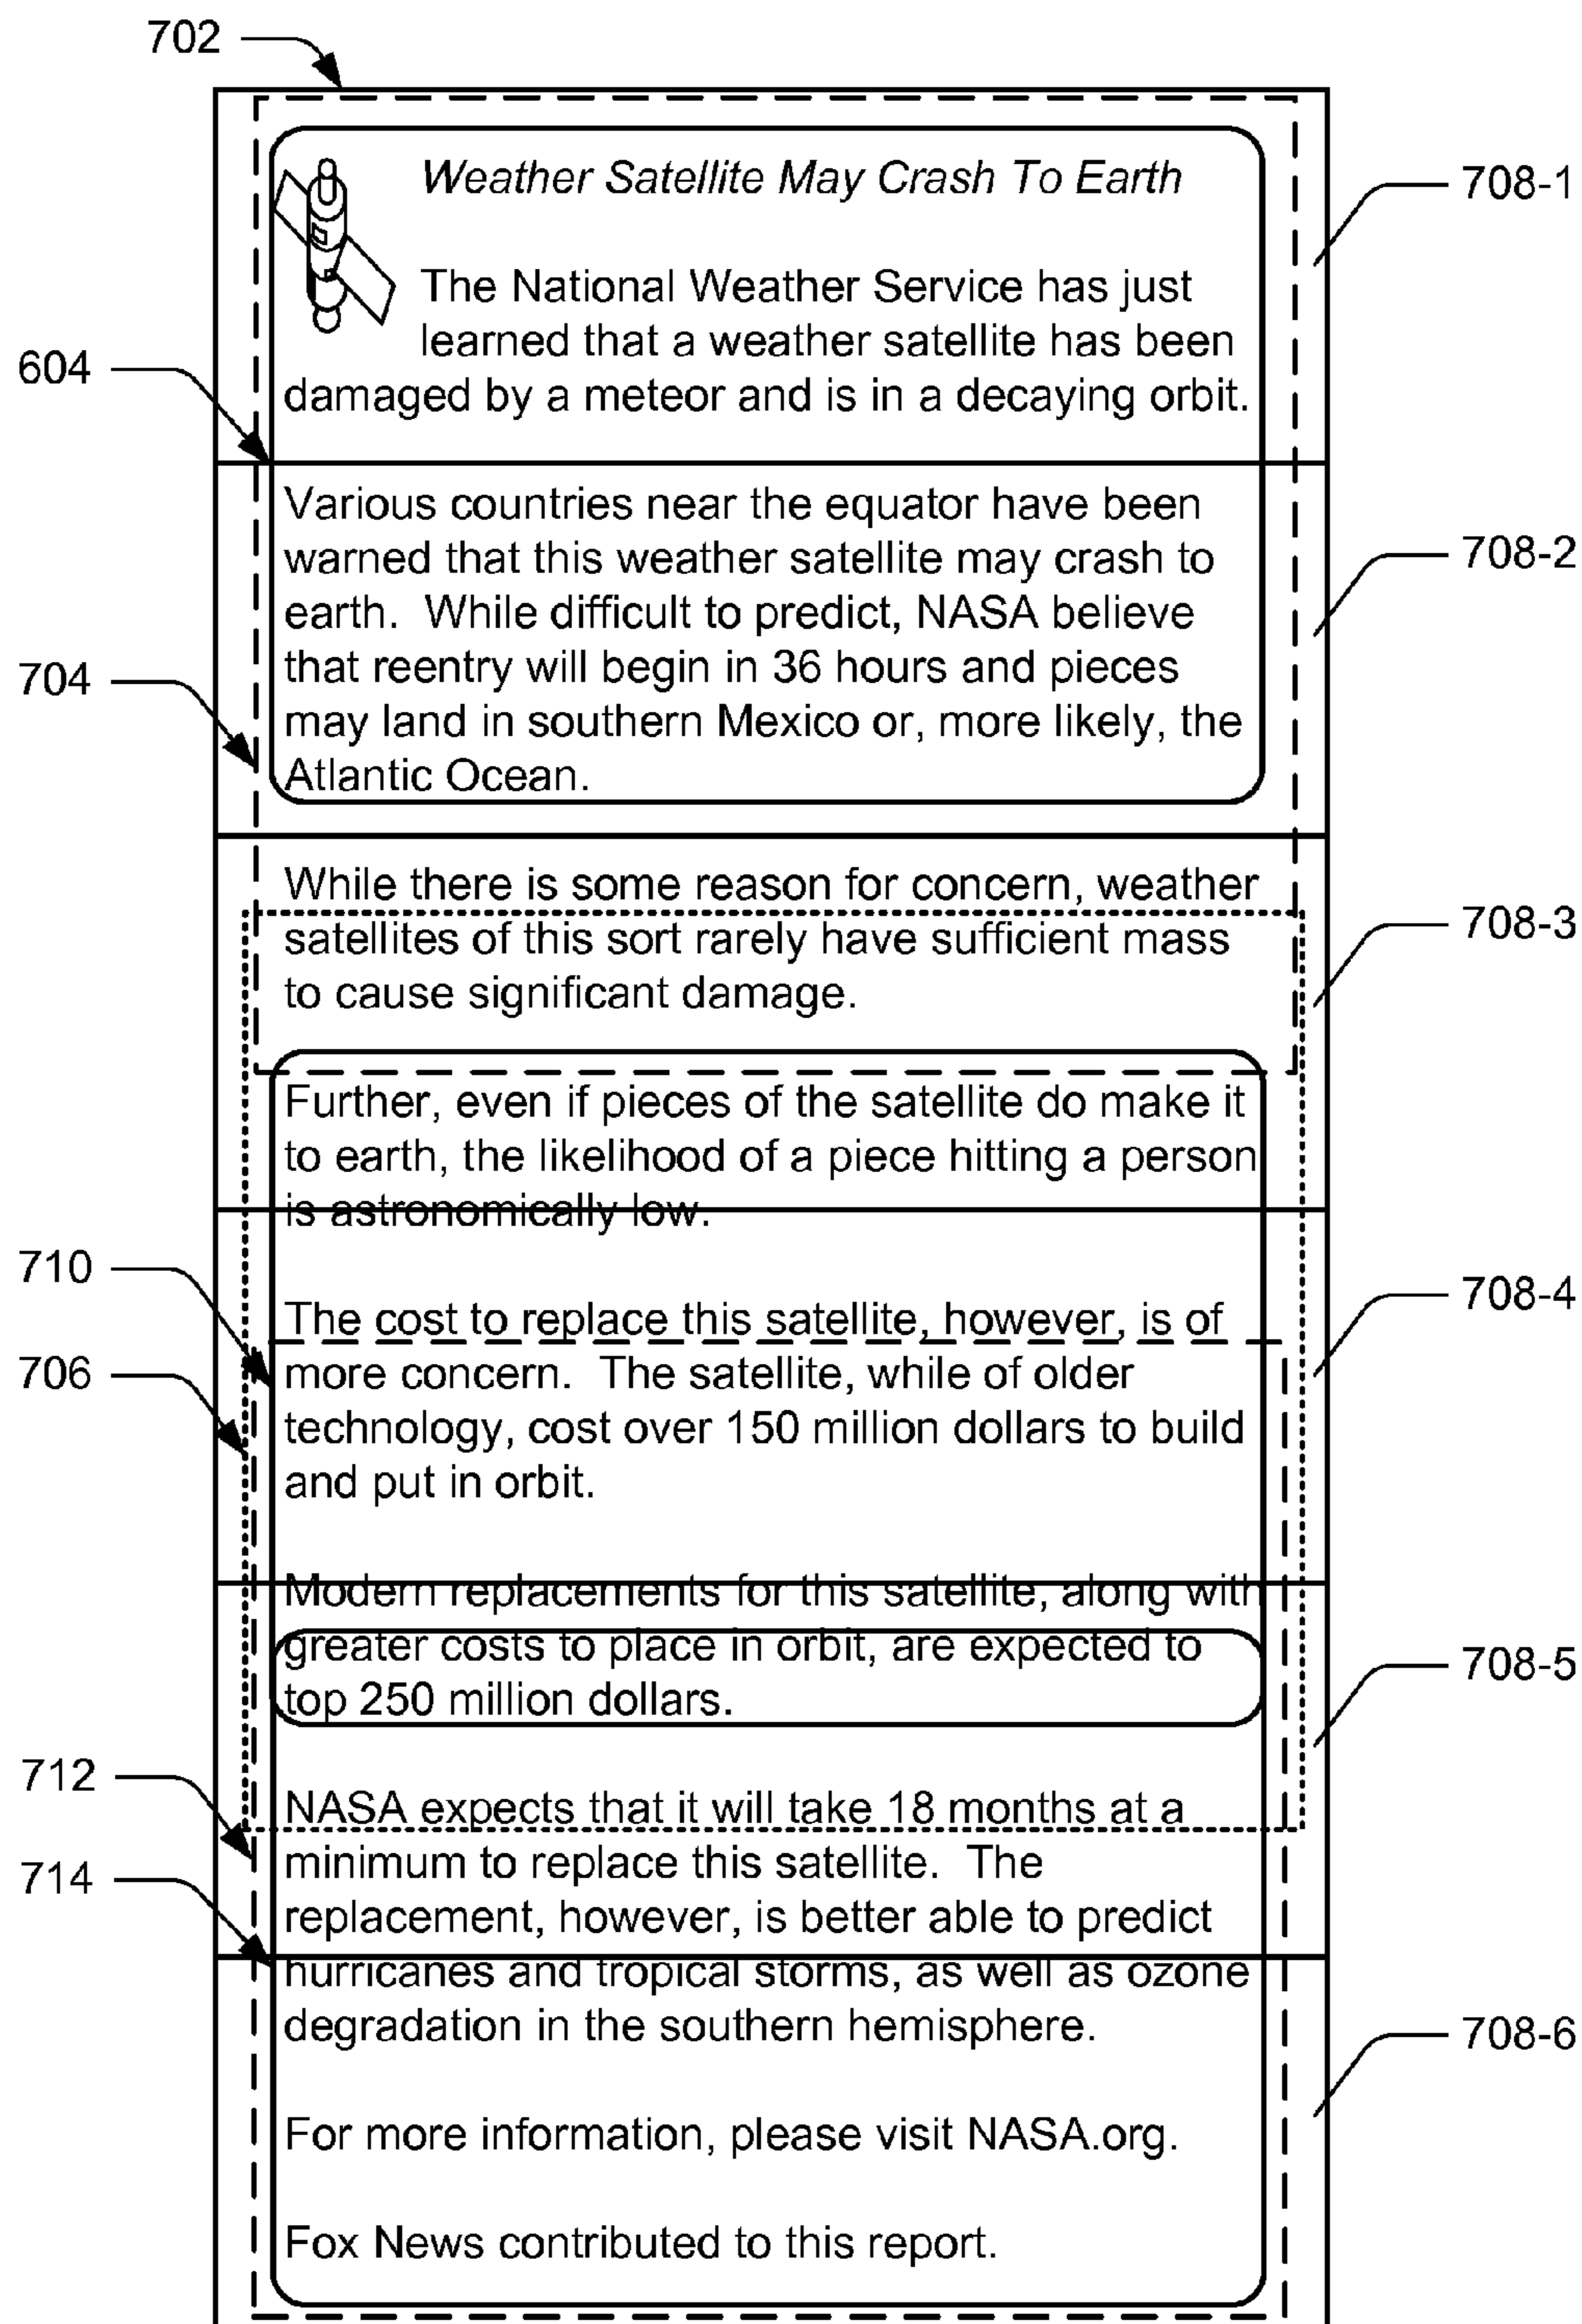 702
Weather Satellite May Crash To Earth
708-1
The National Weather Service has just
learned that a weather satellite has been
604
damaged by a meteor and is in a decaying orbit.
Various countries near the equator have been
708-2
warned that this weather satellite may crash to
earth.  While difficult to predict, NASA believe
704
that reentry will begin in 36 hours and pieces
may land in southern Mexico or, more likely, the
Atlantic Ocean.
While there is some reason for concern, weather
708-3
satellites of this sort rarely have sufficient mass
to cause significant damage.
Further, even if pieces of the satellite do make it
to earth, the likelihood of a piece hitting a person
is astronomically low.
710
708-4
The cost to replace this satellite, however, is of
706
more concern.  The satellite, while of older
technology, cost over 150 million dollars to build
and put in orbit.
Modern replacements for this satellite, along with
greater costs to place in orbit, are expected to
708-5
top 250 million dollars.
712
NASA expects that it will take 18 months at a
minimum to replace this satellite.  The
714
replacement, however, is better able to predict
hurricanes and tropical storms, as well as ozone
degradation in the southern hemisphere.
708-6
For more information, please visit NASA.org.
Fox News contributed to this report.